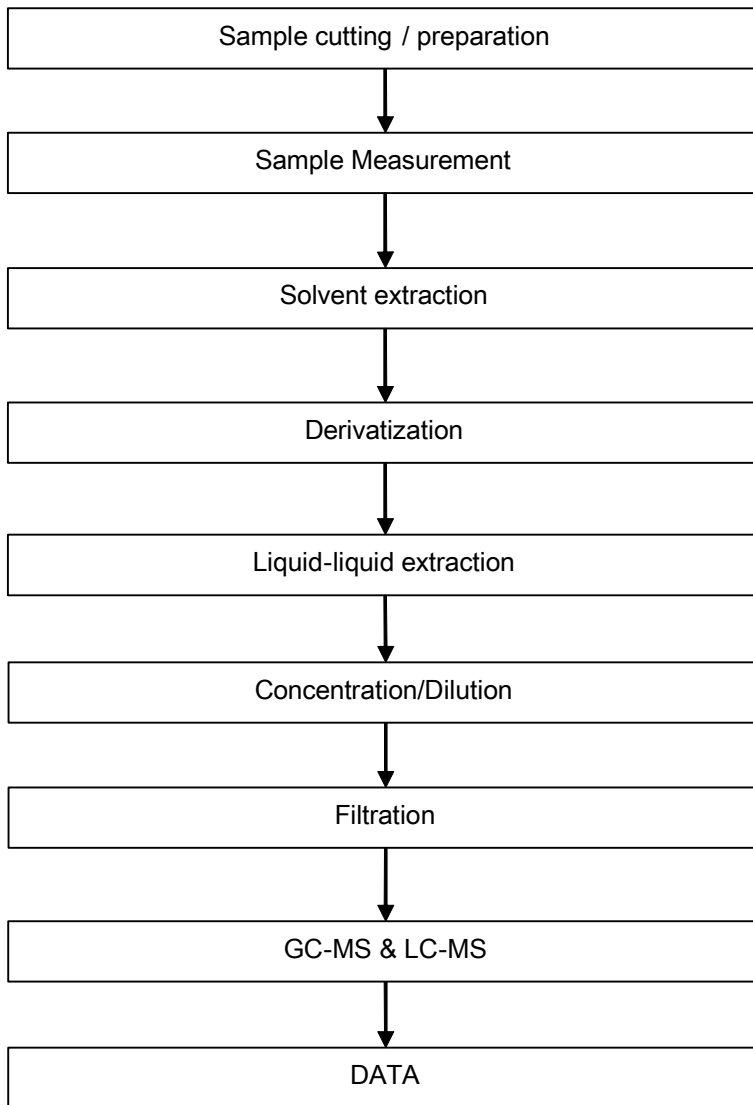 Sample cutting / preparation
Sample Measurement
Solvent extraction
Derivatization
Liquid-liquid extraction
Concentration/Dilution
Filtration
GC-MS & LC-MS
DATA